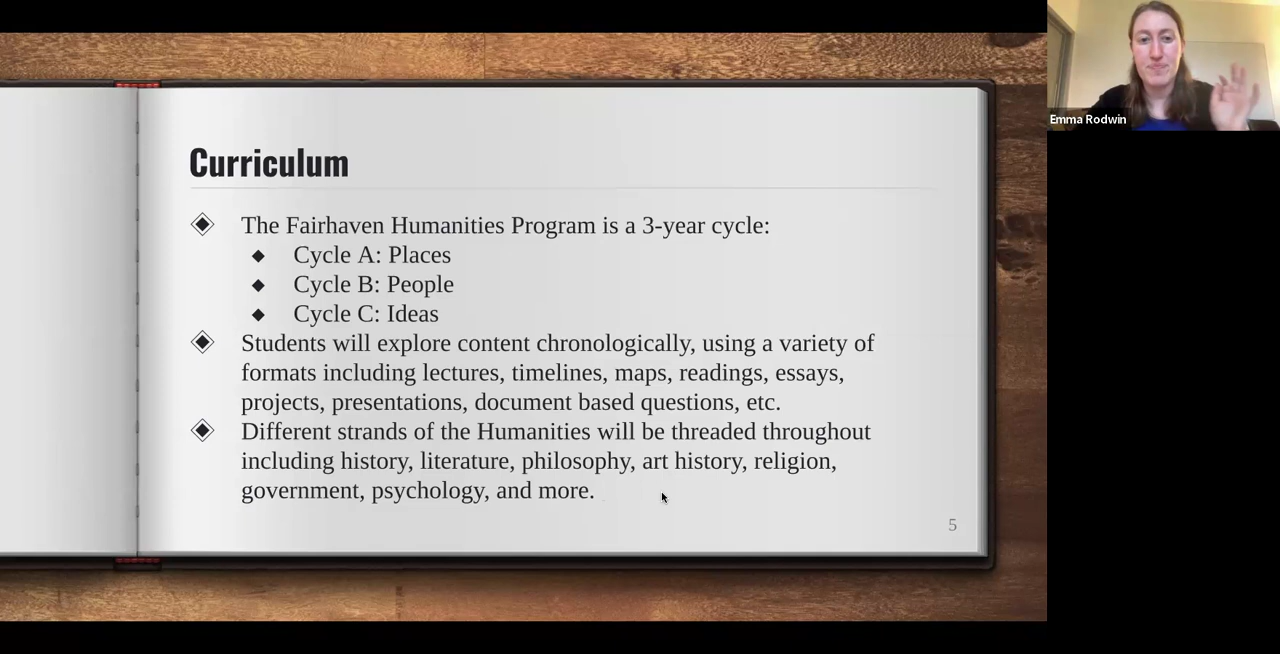 Curriculum
The Fairhaven Humanities Program is a 3-year cycle:
Cycle A: Places
Cycle B: People
Cycle C: Ideas
Students will explore content chronologically, using a variety of
formats including lectures, timelines, maps, readings, essays,
projects, presentations, document based questions, etc.
Different strands of the Humanities will be threaded throughout
including history, literature, philosophy, art history, religion,
government, psychology, and more.
5
Emma Rodwin